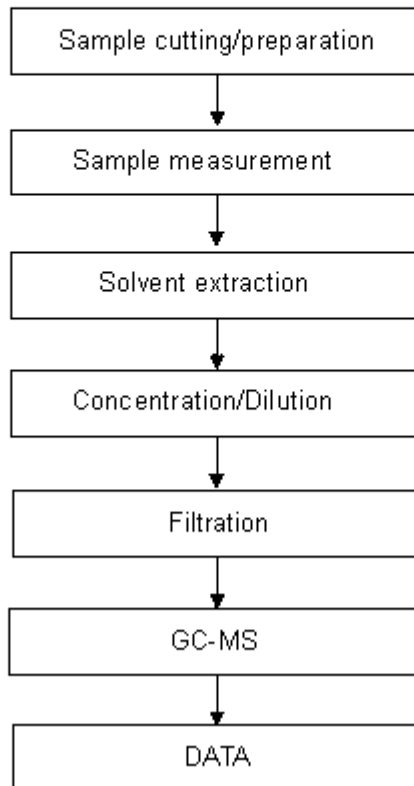 Sample cutting/preparation
Sample measurement
Solvent extraction
Concentration/Dilution
Filtration
GC-MS
DATA